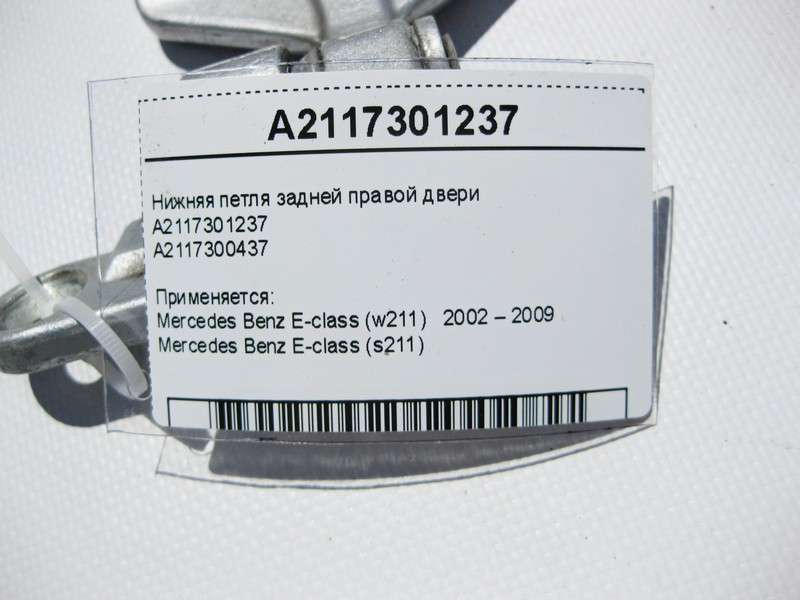 A2117301237
Нижняя петля задней правой двери
A2117301237
A2117300437
Применяется:
Mercedes Benz E-class (w211) 2002 – 2009
Mercedes Benz E-class (s211)